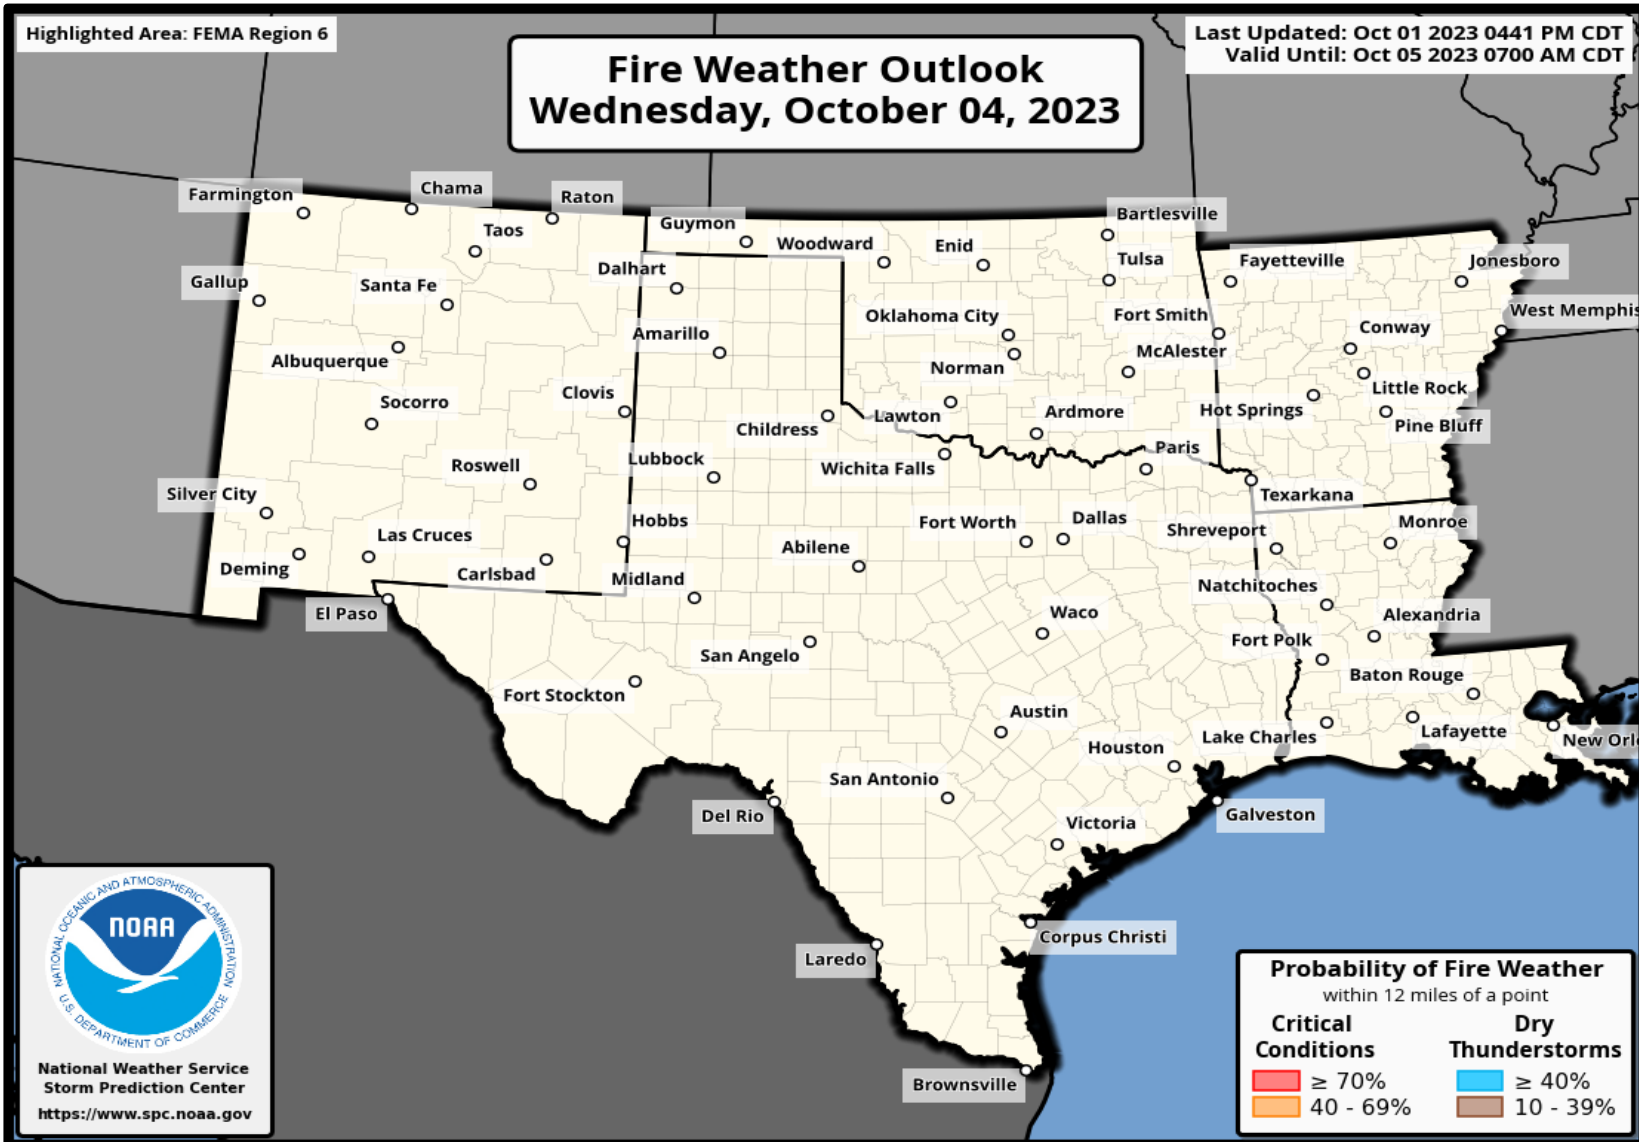 Highlighted Area: FEMA Region 6
Fire Weather Outlook
Wednesday, October 04, 2023
Last Updated: Oct 01 2023 0441 PM CDT
Valid Until: Oct 05 2023 0700 AM CDT
Farmington
Chama
Raton
Taos
Guymon
Woodward
Enid
Bartlesville
Tulsa
Fayetteville
Jonesboro
Gallup
Santa Fe
Dalhart
Oklahoma City
Fort Smith
West Memphis
Albuquerque
Amarillo
Norman
McAlester
Conway
Little Rock
Socorro
Clovis
Childress
Lawton
Ardmore
Hot Springs
Pine Bluff
Roswell
Lubbock
Wichita Falls
Paris
Texarkana
Silver City
Las Cruces
Hobbs
Abilene
Fort Worth
Dallas
Shreveport
Monroe
Deming
Carlsbad
Midland
Natchitoches
El Paso
Waco
Alexandria
San Angelo
Fort Polk
Fort Stockton
Baton Rouge
Austin
Houston
Lake Charles
Lafayette
New Orl
San Antonio
Del Rio
Victoria
Galveston
Laredo
Corpus Christi
Brownsville
NATIONAL OCEANIC AND ATMOSPHERIC ADMINISTRATION
NOAA
U.S. DEPARTMENT OF COMMERCE
National Weather Service
Storm Prediction Center
https://www.spc.noaa.gov
Probability of Fire Weather
within 12 miles of a point
Critical
Conditions
≥ 70%
40 - 69%
Dry
Thunderstorms
≥ 40%
10 - 39%